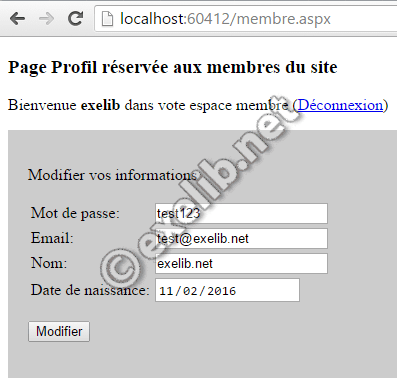 localhost:60412/membre.aspx
Page Profil réservée aux membres du site
Bienvenue exelib dans vote espace membre (Déconnexion)
Modifier vos informations
Mot de passe: test123
Email: test@exelib.net
Nom: exelib.net
Date de naissance: 11/02/2016
Modifier
© exelib.net